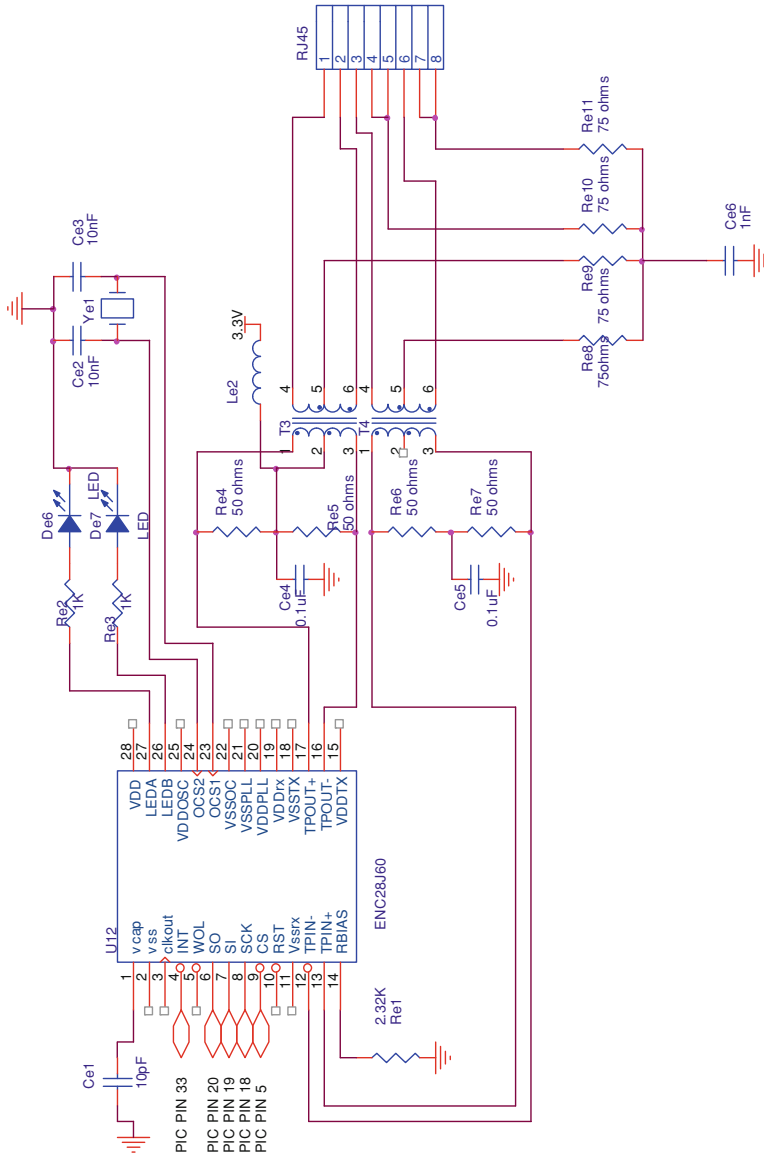 RJ45
1
2
3
4
5
6
7
8
Re11
75 ohms
Re10
75 ohms
Re9
75 ohms
Re8
75ohms
Ce6
1nF
Ce3
10nF
Ye1
Ce2
10nF
3.3V
Le2
T3
4
5
6
1
2
3
T4
4
5
6
1
2
3
De6
LED
De7
LED
Re2
1K
Re3
1K
Re4
50 ohms
Re5
50 ohms
Re6
50 ohms
Re7
50 ohms
Ce4
0.1uF
Ce5
0.1uF
U12
ENC28J60
1 vcap
2 vss
3 clkout
4 INT
5 WOL
6 SO
7 SI
8 SCK
9 CS
10 RST
11 Vssrx
12 TPIN-
13 TPIN+
14 RBIAS
28 VDD
27 LEDA
26 LEDB
25 VDDOSC
24 OCS2
23 OCS1
22 VSSOC
21 VSSPLL
20 VDDPLL
19 VDDrx
18 VSSTX
17 TPOUT+
16 TPOUT-
15 VDDTX
Ce1
10pF
PIC PIN 33
PIC PIN 20
PIC PIN 19
PIC PIN 18
PIC PIN 5
2.32K
Re1